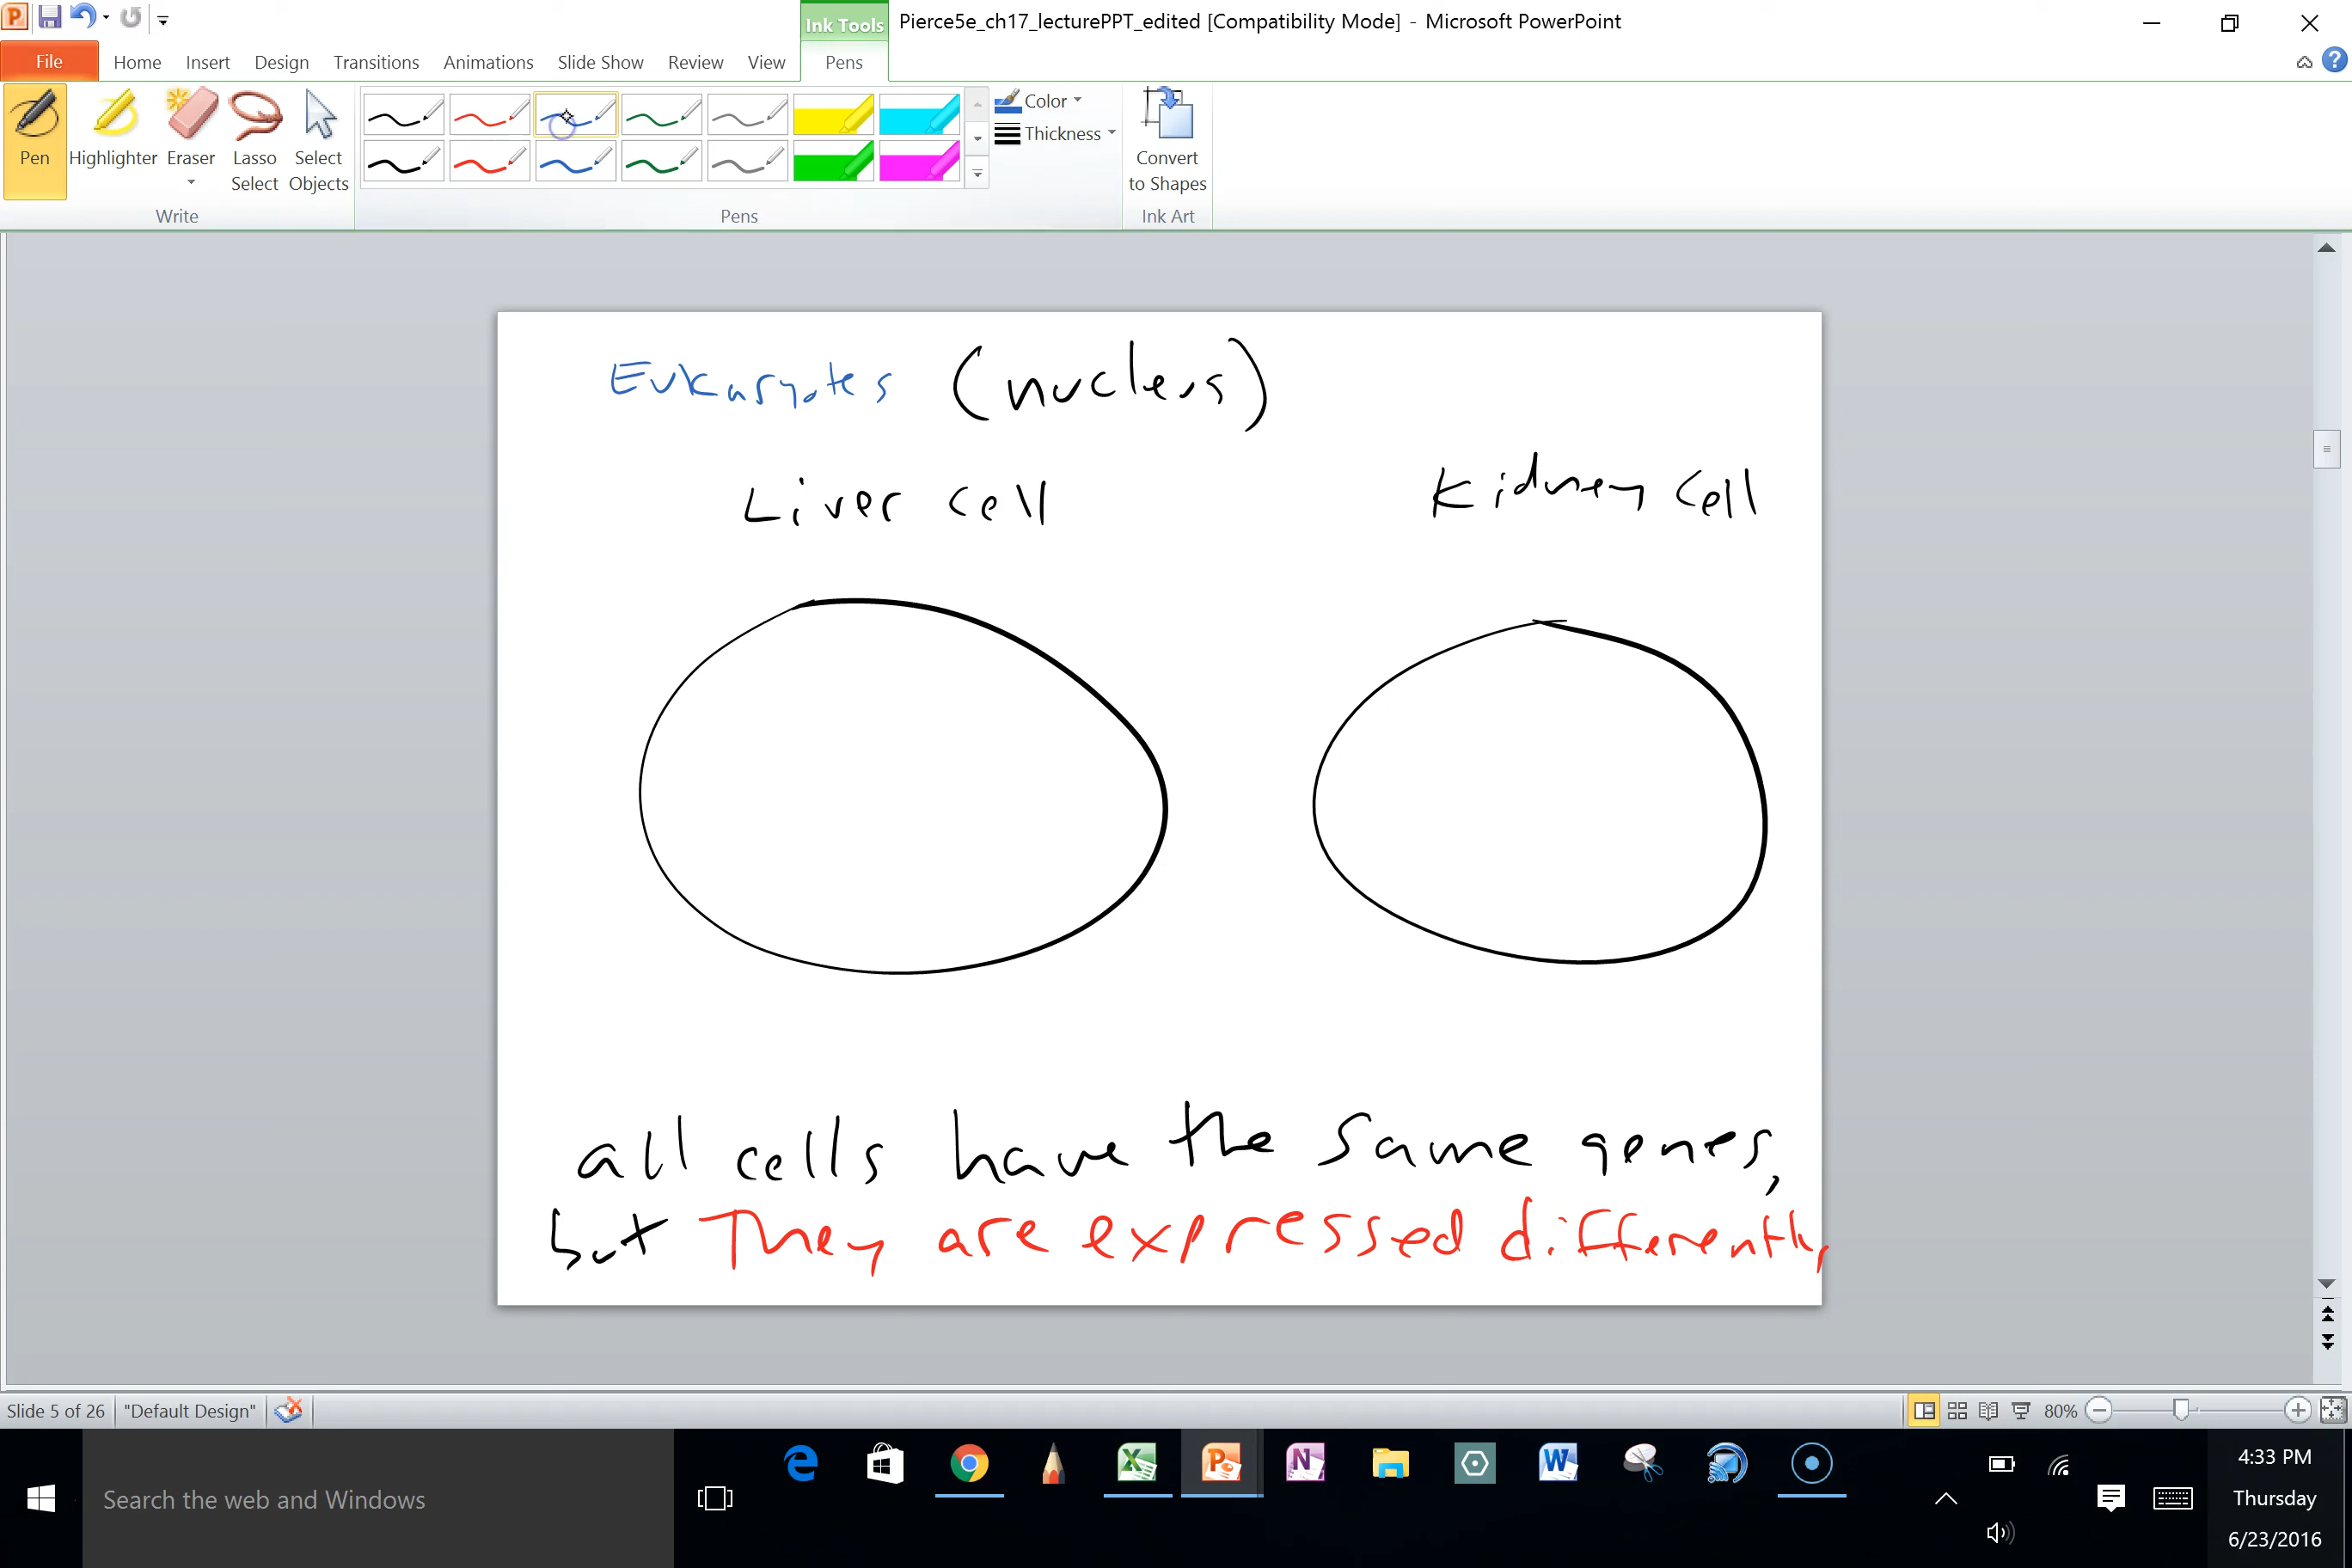 Ink Tools
Pierce5e_ch17_lecturePPT_edited [Compatibility Mode] - Microsoft PowerPoint
File Home Insert Design Transitions Animations Slide Show Review View Pens
Pen Highlighter Eraser Lasso Select Select Objects
Color
Thickness
Convert to Shapes
Write Pens Ink Art
Eukaryotes (nucleus)
Liver cell Kidney cell
all cells have the same genes,
but They are expressed differently
Slide 5 of 26 "Default Design" 80%
Search the web and Windows
4:33 PM
Thursday
6/23/2016